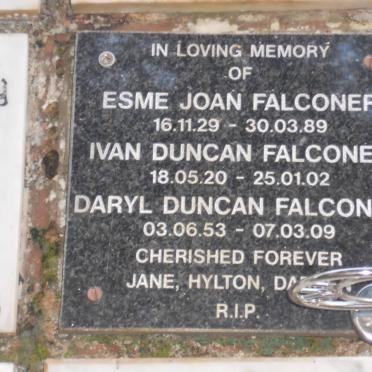 IN LOVING MEMORY
OF
ESME JOAN FALCONER
16.11.29 - 30.03.89
IVAN DUNCAN FALCONE
18.05.20 - 25.01.02
DARYL DUNCAN FALCON
03.06.53 - 07.03.09
CHERISHED FOREVER
JANE, HYLTON,
R.I.P.